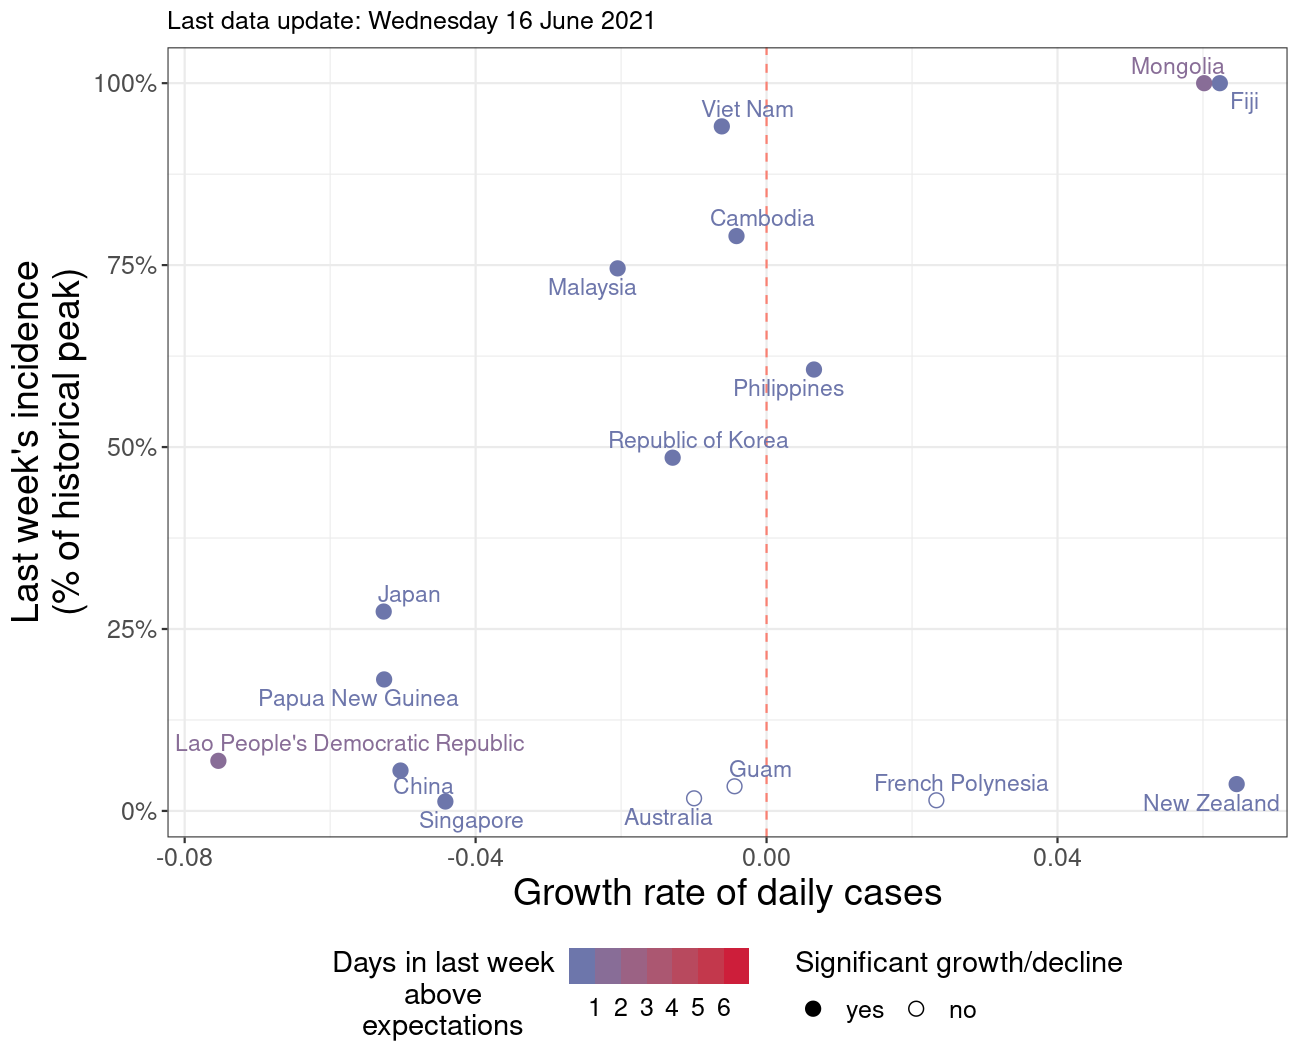 Last data update: Wednesday 16 June 2021
Mongolia
100%
Fiji
Viet Nam
Cambodia
75%
Malaysia
Philippines
Republic of Korea
50%
Last week's incidence
(% of historical peak)
Japan
25%
Papua New Guinea
Lao People's Democratic Republic
Guam
China
French Polynesia
New Zealand
0%
Australia
Singapore
-0.08 -0.04 0.00 0.04
Growth rate of daily cases
Days in last week
above
expectations
1 2 3 4 5 6
Significant growth/decline
yes no